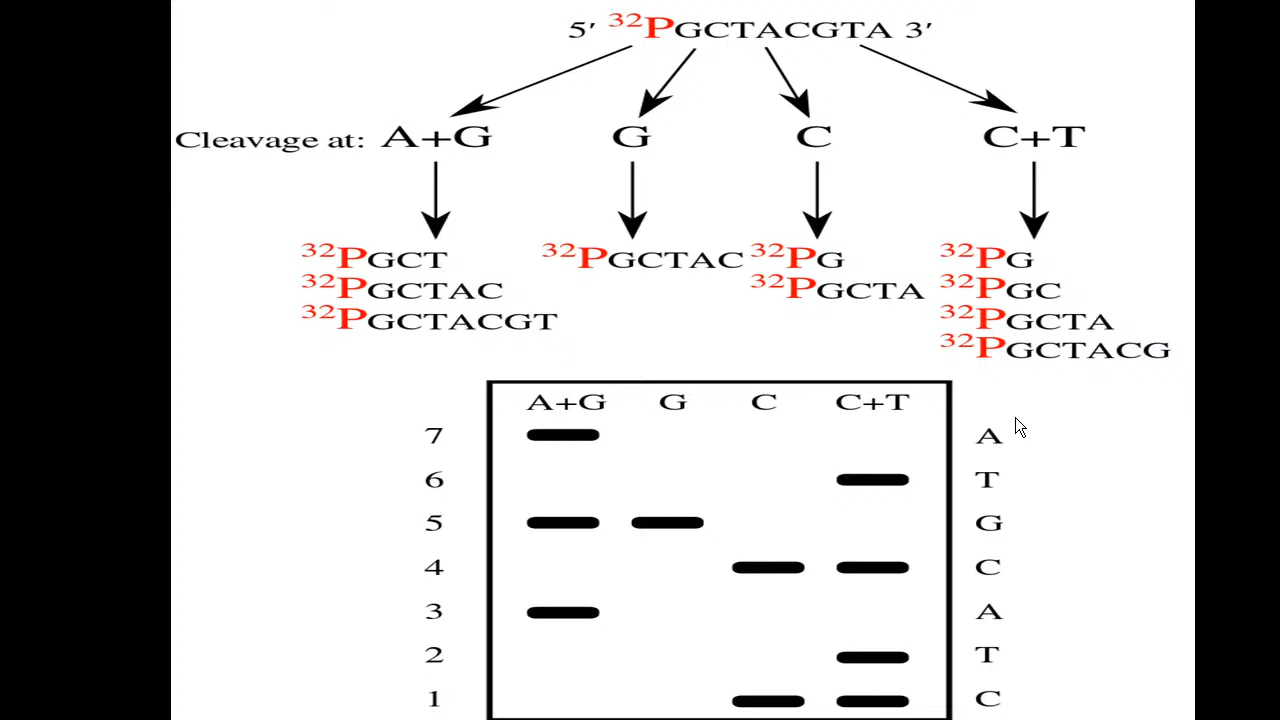 5′ 32PGCTACGTA 3′
Cleavage at: A+G G C C+T
32PGCT 32PGCTAC 32PG 32PG
32PGCTAC 32PGCTA 32PGC
32PGCTACGT 32PGCTA
32PGCTACG
A+G G C C+T
7 A
6 T
5 G
4 C
3 A
2 T
1 C